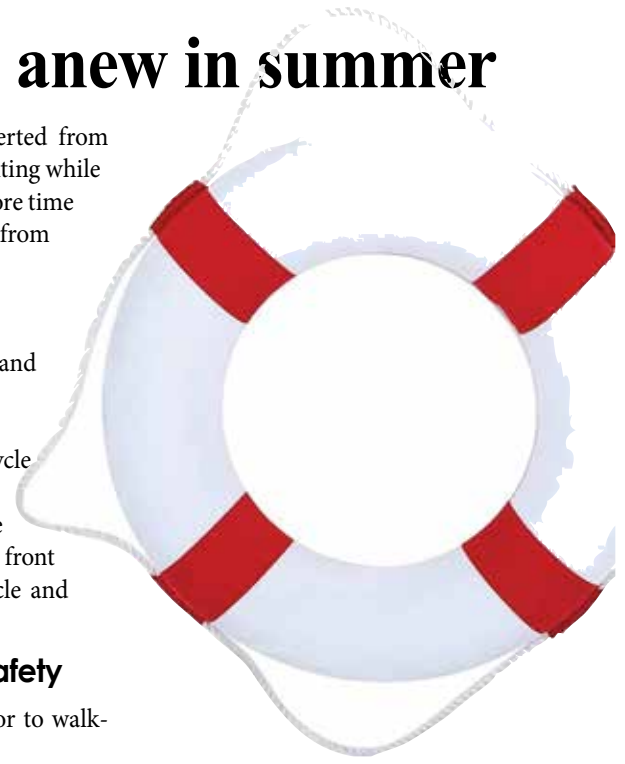 anew in summer
erted from
ting while
ore time
from
and
ycle
e
front
cle and
afety
or to walk-